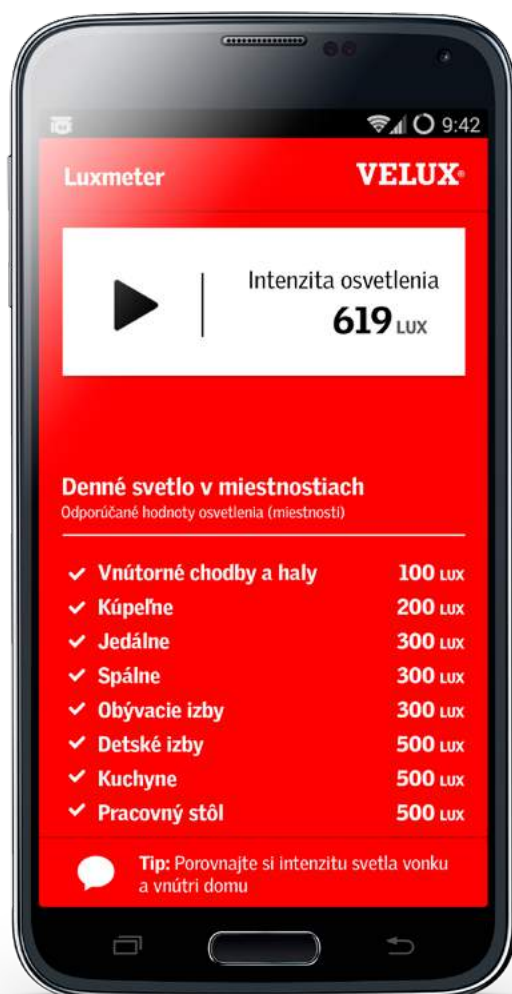 9:42
Luxmeter VELUX®
Intenzita osvetlenia
619 LUX
Denné svetlo v miestnostiach
Odporúčané hodnoty osvetlenia (miestností)
Vnútorné chodby a haly 100 LUX
Kúpeľne 200 LUX
Jedálne 300 LUX
Spálne 300 LUX
Obývacie izby 300 LUX
Detské izby 500 LUX
Kuchyne 500 LUX
Pracovný stôl 500 LUX
Tip: Porovnajte si intenzitu svetla vonku
a vnútri domu